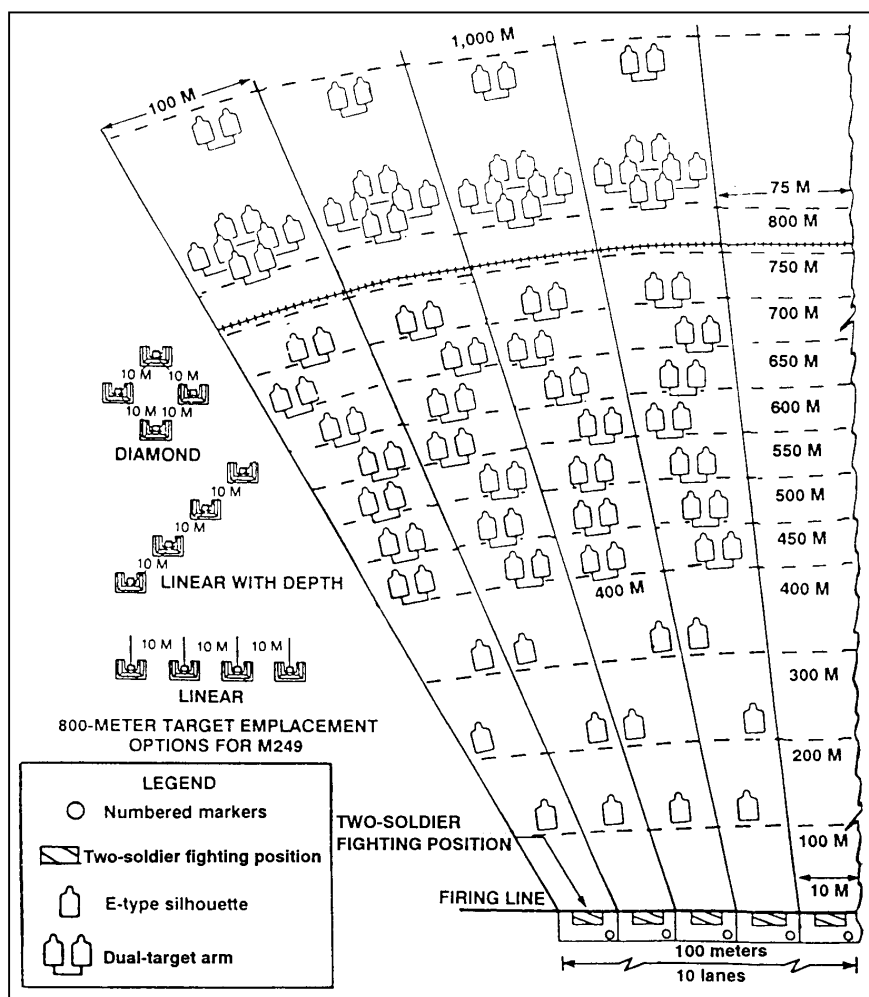 1,000 M
100 M
75 M
800 M
750 M
700 M
650 M
600 M
550 M
500 M
450 M
400 M
400 M
300 M
200 M
100 M
10 M
10 M 10 M
10 M 10 M
DIAMOND
10 M
10 M
10 M
LINEAR WITH DEPTH
10 M 10 M 10 M
LINEAR
800-METER TARGET EMPLACEMENT
OPTIONS FOR M249
LEGEND
Numbered markers
Two-soldier fighting position
E-type silhouette
Dual-target arm
TWO-SOLDIER
FIGHTING POSITION
FIRING LINE
100 meters
10 lanes